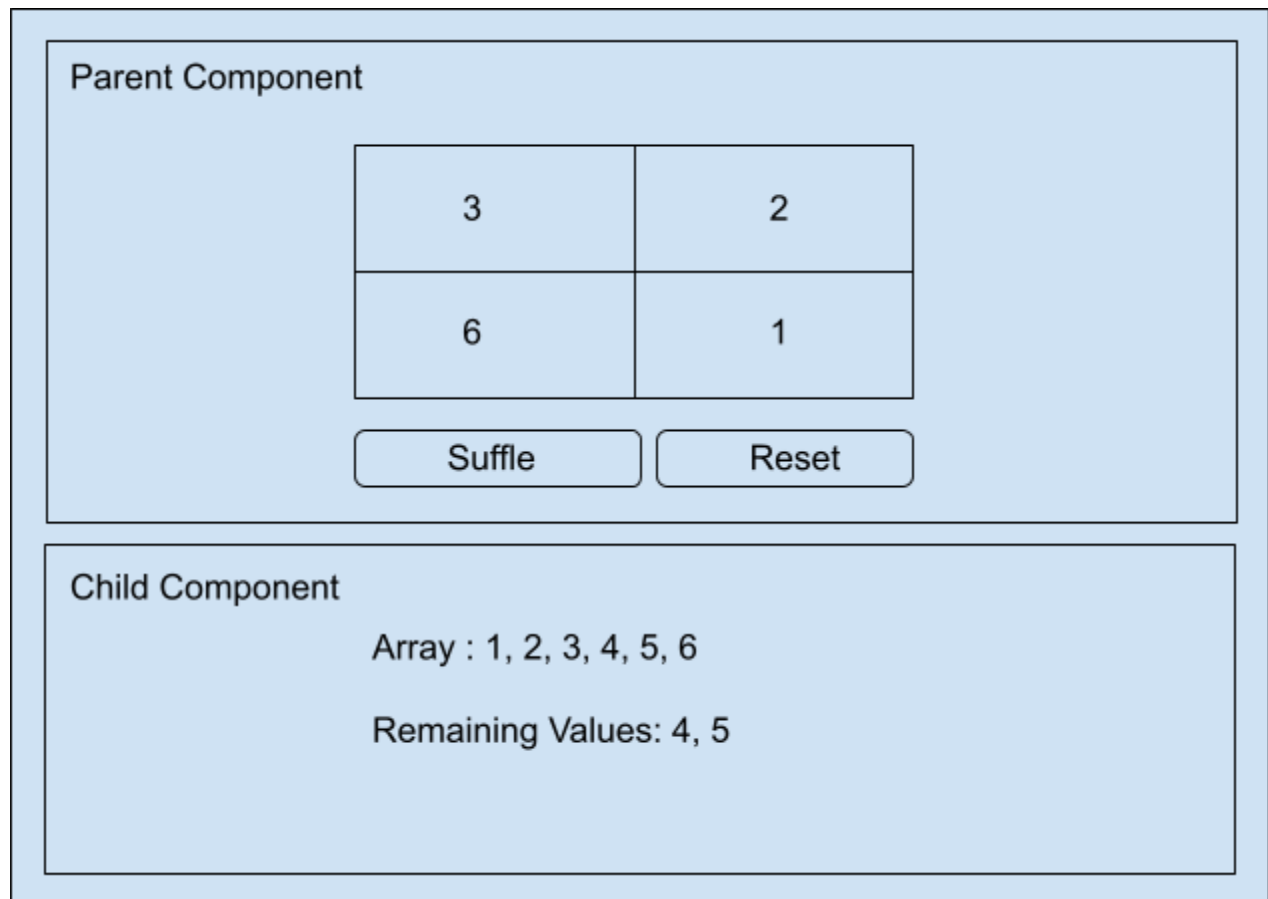 Parent Component
3 2
6 1
Suffle Reset
Child Component
Array : 1, 2, 3, 4, 5, 6
Remaining Values: 4, 5